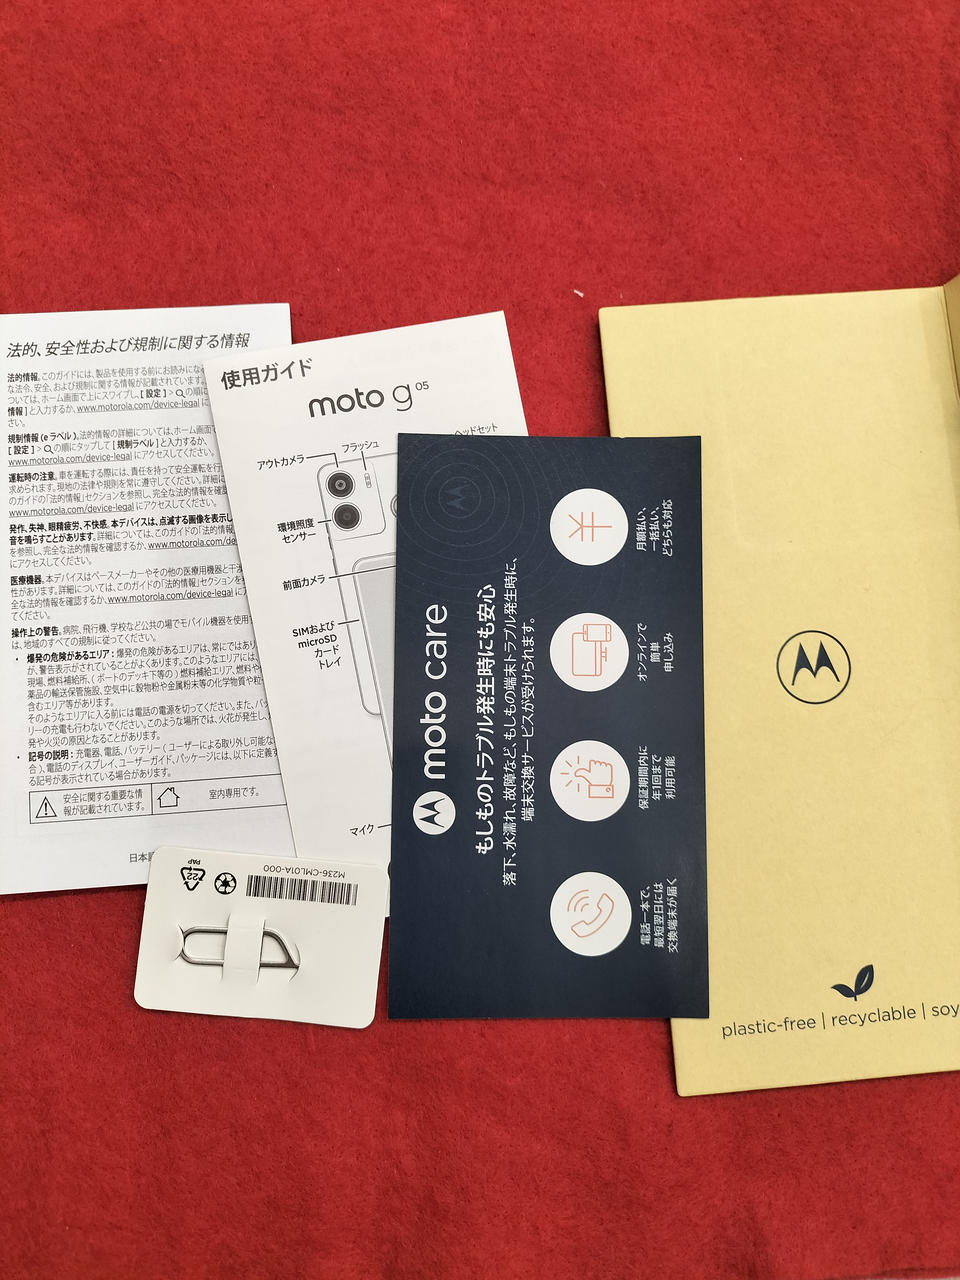 法的、安全性および規制に関する情報
法的情報。このガイドには、製品を使用する前にお読みにな
な法令、安全、および規制に関する情報が記載されています。
ついては、ホーム画面で上にスワイプし、[ 設定 ] > の順に
情報 ] と入力するか、www.motorola.com/device-legal に
さい。
規制情報 (e ラベル)。法的情報の詳細については、ホーム画面で
[ 設定 ] > の順にタップして [ 規制ラベル ] と入力するか、
www.motorola.com/device-legal にアクセスしてください。
運転時の注意。車を運転する際には、責任を持って安全運転を行
求められます。現地の法律や規則を常に遵守してください。詳細に
のガイドの「法的情報」セクションを参照し、完全な法的情報を確認
www.motorola.com/device-legal にアクセスしてください。
発作、失神、眼精疲労、不快感。本デバイスは、点滅する画像を表示し
音を鳴らすことがあります。詳細については、このガイドの「法的情報」
を参照し、完全な法的情報を確認するか、www.motorola.com/de
にアクセスしてください。
医療機器。本デバイスはペースメーカーやその他の医療用機器と干渉
性があります。詳細については、このガイドの「法的情報」セクションを
全な法的情報を確認するか、www.motorola.com/device-legal に
てください。
操作上の警告。病院、飛行機、学校など公共の場でモバイル機器を使用
は、地域のすべての規制に従ってください。
• 爆発の危険があるエリア : 爆発の危険があるエリアは、常にではあり
が、警告表示がされていることがよくあります。このようなエリアには、
現場、燃料補給所、( ボートのデッキ下等の ) 燃料補給エリア、燃料や
薬品の輸送保管施設、空気中に穀物粉や金属粉末等の化学物質や粒
含むエリア等があります。
そのようなエリアに入る前には電話の電源を切ってください。また、バッ
リーの充電も行わないでください。このような場所では、火花が発生し、
発や火災の原因となることがあります。
• 記号の説明 : 充電器、電話、バッテリー ( ユーザーによる取り外し可能な
合 )、電話のディスプレイ、ユーザーガイド、パッケージには、以下に定義す
る記号が表示されている場合があります。
安全に関する重要な情
報が記載されています。
室内専用です。
日本語
使用ガイド
moto g 05
ヘッドセット
フラッシュ
アウトカメラ
環境照度
センサー
前面カメラ
SIMおよび
microSD
カード
トレイ
マイク
M236-CML01A-000
22
PAP
moto care
もしものトラブル発生時にも安心
落下、水濡れ、故障など、もしもの端末トラブル発生時に、
端末交換サービスが受けられます。
電話一本で、
最短翌日には
交換端末が届く
保証期間内に
年1回まで
利用可能
オンラインで
簡単
申し込み
月額払い、
一括払い、
どちらも対応
plastic-free | recyclable | soy